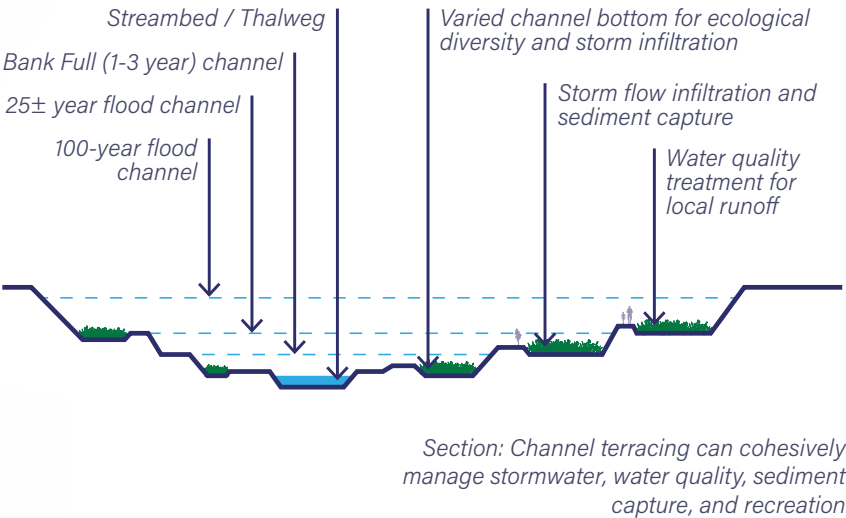 Streambed / Thalweg
Bank Full (1-3 year) channel
25± year flood channel
100-year flood
channel
Varied channel bottom for ecological
diversity and storm infiltration
Storm flow infiltration and
sediment capture
Water quality
treatment for
local runoff
Section: Channel terracing can cohesively
manage stormwater, water quality, sediment
capture, and recreation